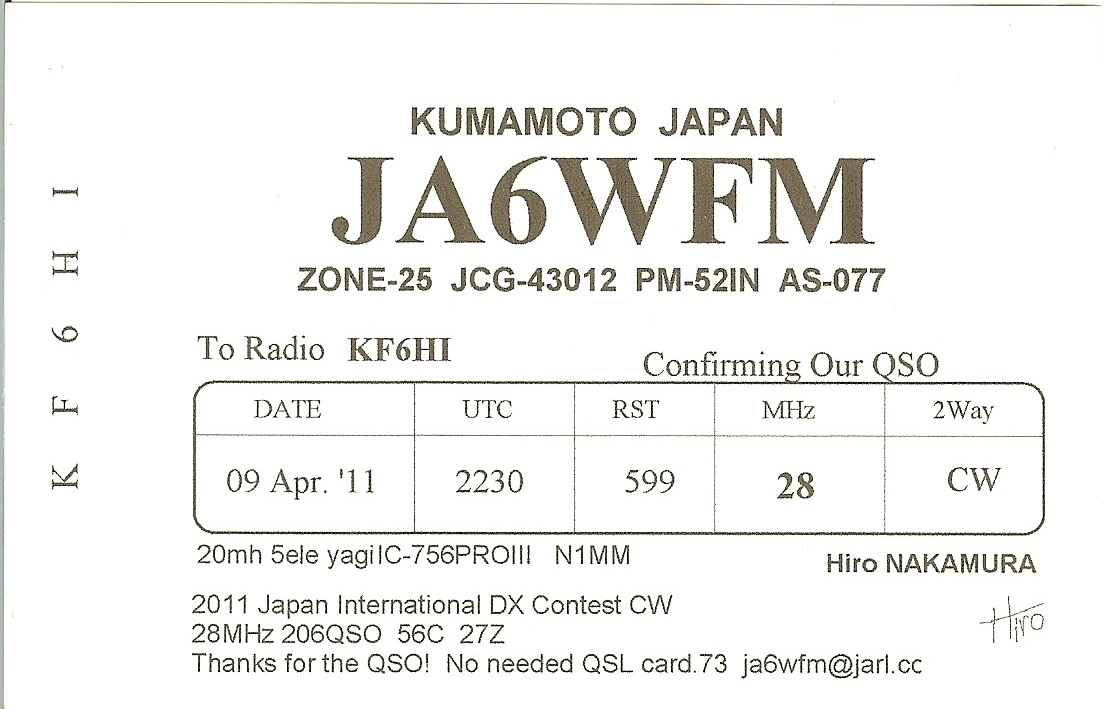 KUMAMOTO JAPAN
JA6WFM
ZONE-25 JCG-43012 PM-52IN AS-077
K F 6 H I
To Radio KF6HI
Confirming Our QSO
DATE UTC RST MHz 2Way
09 Apr. '11 2230 599 28 CW
20mh 5ele yagiIC-756PROIII N1MM
Hiro NAKAMURA
2011 Japan International DX Contest CW
Hiro
28MHz 206QSO 56C 27Z
Thanks for the QSO! No needed QSL card.73 ja6wfm@jarl.cc